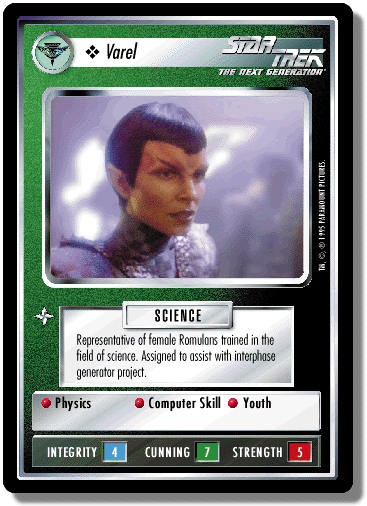 ❖ Varel
STAR TREK
THE NEXT GENERATION®
TM, ©, ® 1995 PARAMOUNT PICTURES.
SCIENCE
Representative of female Romulans trained in the
field of science. Assigned to assist with interphase
generator project.
Physics Computer Skill Youth
INTEGRITY 4 CUNNING 7 STRENGTH 5